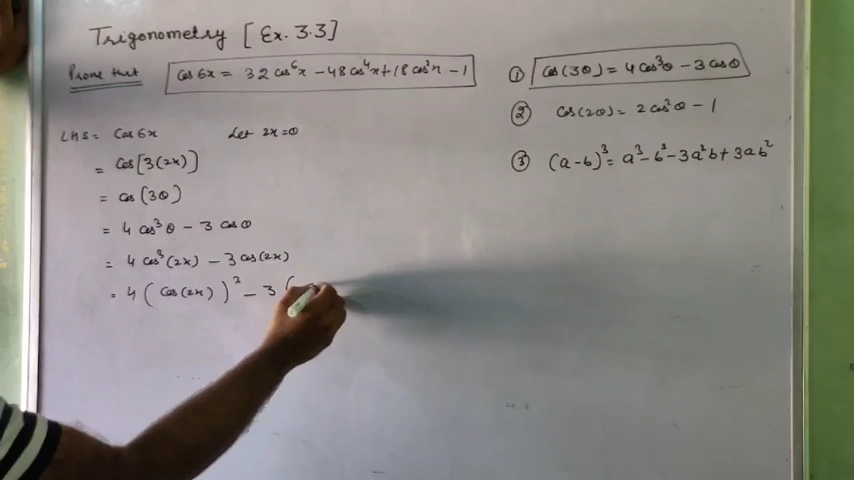 Trigonometry [Ex. 3.3]
Prove that cos 6x = 32 cos⁶x - 48 cos⁴x + 18 cos²x - 1
LHS = cos 6x Let 2x = θ
= cos[3(2x)]
= cos(3θ)
= 4 cos³θ - 3 cosθ
= 4 cos³(2x) - 3 cos(2x)
= 4 ( cos(2x) )³ - 3 (
① cos(3θ) = 4 cos³θ - 3 cosθ
② cos(2θ) = 2 cos²θ - 1
③ (a-b)³ = a³ - b³ - 3a²b + 3ab²